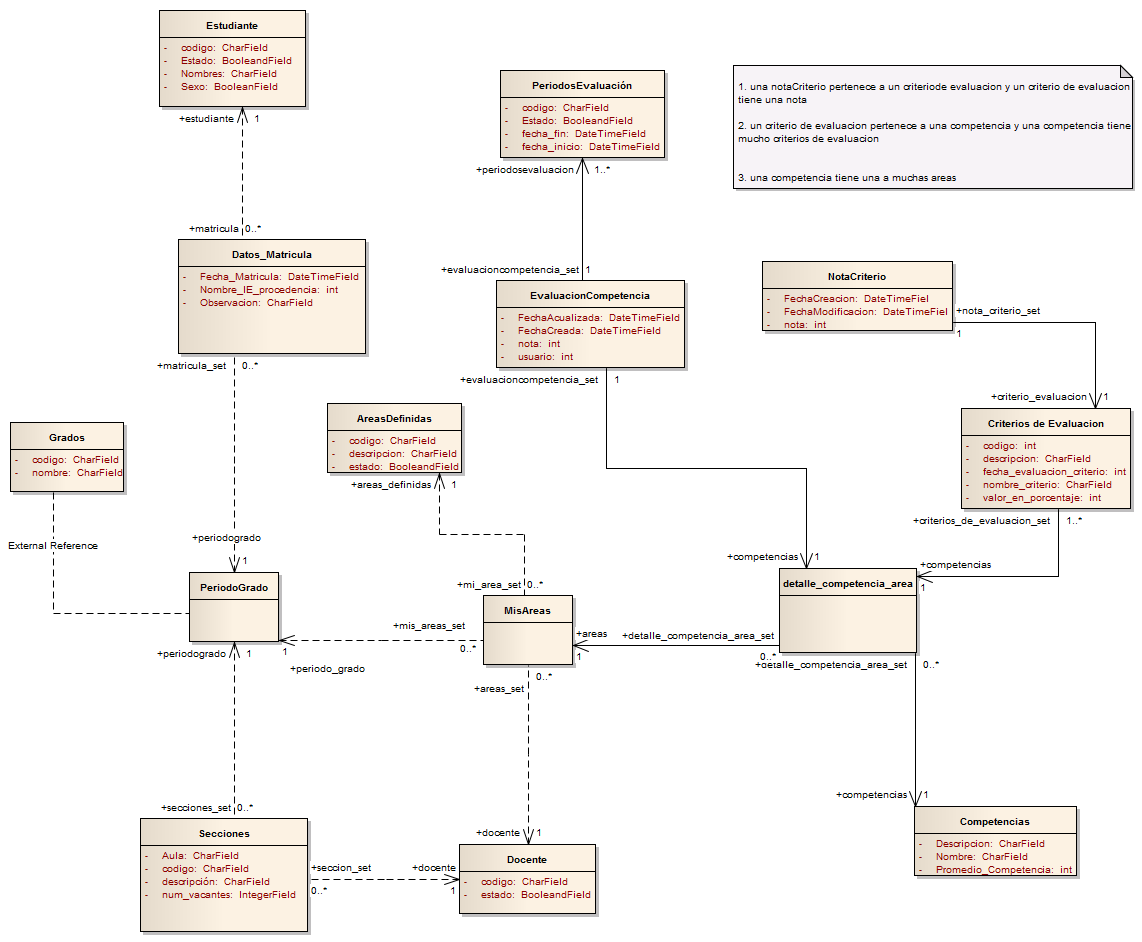 Estudiante
- codigo: CharField
- Estado: BooleandField
- Nombres: CharField
- Sexo: BooleanField
+estudiante 1
+matricula 0..*
Datos_Matricula
- Fecha_Matricula: DateTimeField
- Nombre_IE_procedencia: int
- Observacion: CharField
+matricula_set 0..*
+periodogrado
1
PeriodosEvaluación
- codigo: CharField
- Estado: BooleandField
- fecha_fin: DateTimeField
- fecha_inicio: DateTimeField
+periodosevaluacion 1..*
+evaluacioncompetencia_set 1
EvaluacionCompetencia
- FechaAcualizada: DateTimeField
- FechaCreada: DateTimeField
- nota: int
- usuario: int
+evaluacioncompetencia_set 1
+competencias 1
1. una notaCriterio pertenece a un criteriode evaluacion y un criterio de evaluacion
tiene una nota
2. un criterio de evaluacion pertenece a una competencia y una competencia tiene
mucho criterios de evaluacion
3. una competencia tiene una a muchas areas
NotaCriterio
- FechaCreacion: DateTimeFiel
- FechaModificacion: DateTimeFiel
- nota: int
+nota_criterio_set
1
+criterio_evaluacion 1
Criterios de Evaluacion
- codigo: int
- descripcion: CharField
- fecha_evaluacion_criterio: int
- nombre_criterio: CharField
- valor_en_porcentaje: int
+criterios_de_evaluacion_set 1..*
+competencias
1
Grados
- codigo: CharField
- nombre: CharField
External Reference
AreasDefinidas
- codigo: CharField
- descripcion: CharField
- estado: BooleandField
+areas_definidas 1
+mi_area_set 0..*
PeriodoGrado
MisAreas
detalle_competencia_area
+mis_areas_set
0..*
1
+periodo_grado
+areas
1
+detalle_competencia_area_set
0..*
+detalle_competencia_area_set 0..*
+competencias 1
+periodogrado 1
+secciones_set 0..*
+areas_set 0..*
+docente 1
Secciones
- Aula: CharField
- codigo: CharField
- descripción: CharField
- num_vacantes: IntegerField
+seccion_set
0..*
+docente
1
Docente
- codigo: CharField
- estado: BooleandField
Competencias
- Descripcion: CharField
- Nombre: CharField
- Promedio_Competencia: int